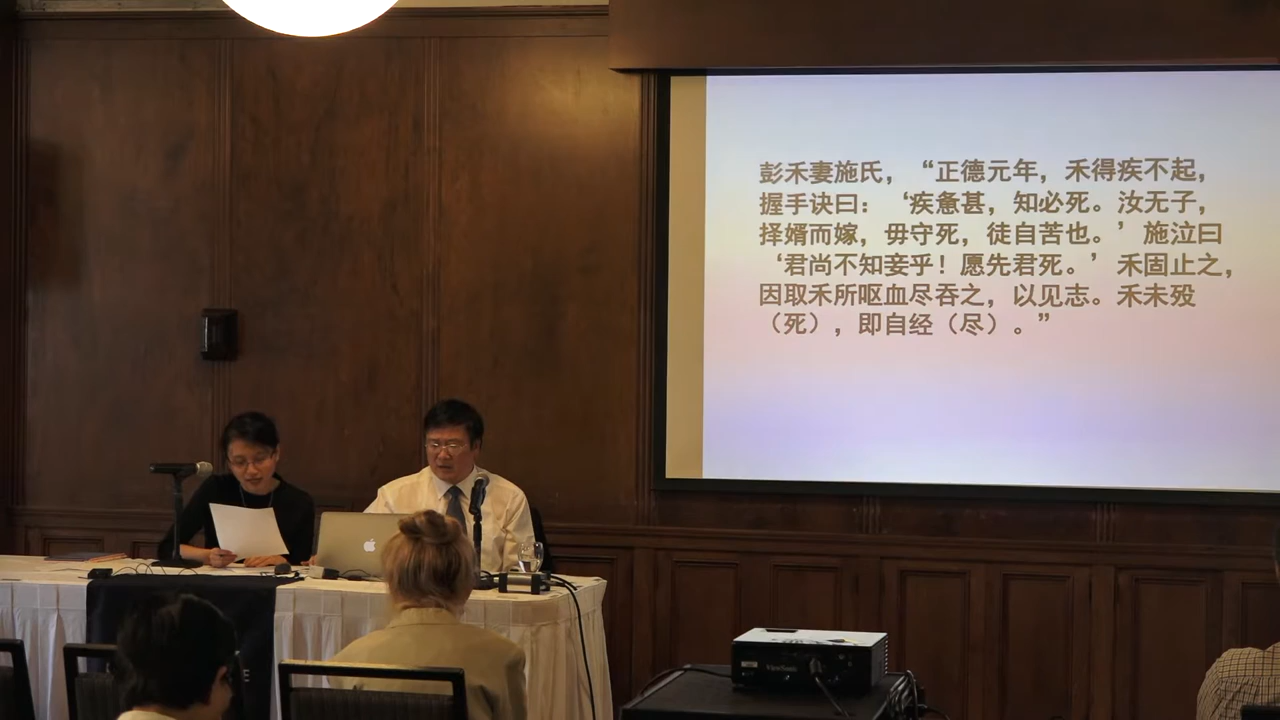 彭禾妻施氏，“正德元年，禾得疾不起，
握手诀曰：‘疾惫甚，知必死。汝无子，
择婿而嫁，毋守死，徒自苦也。’施泣曰
‘君尚不知妾乎！愿先君死。’禾固止之，
因取禾所呕血尽吞之，以见志。禾未殁
（死），即自经（尽）。”
ViewSonic